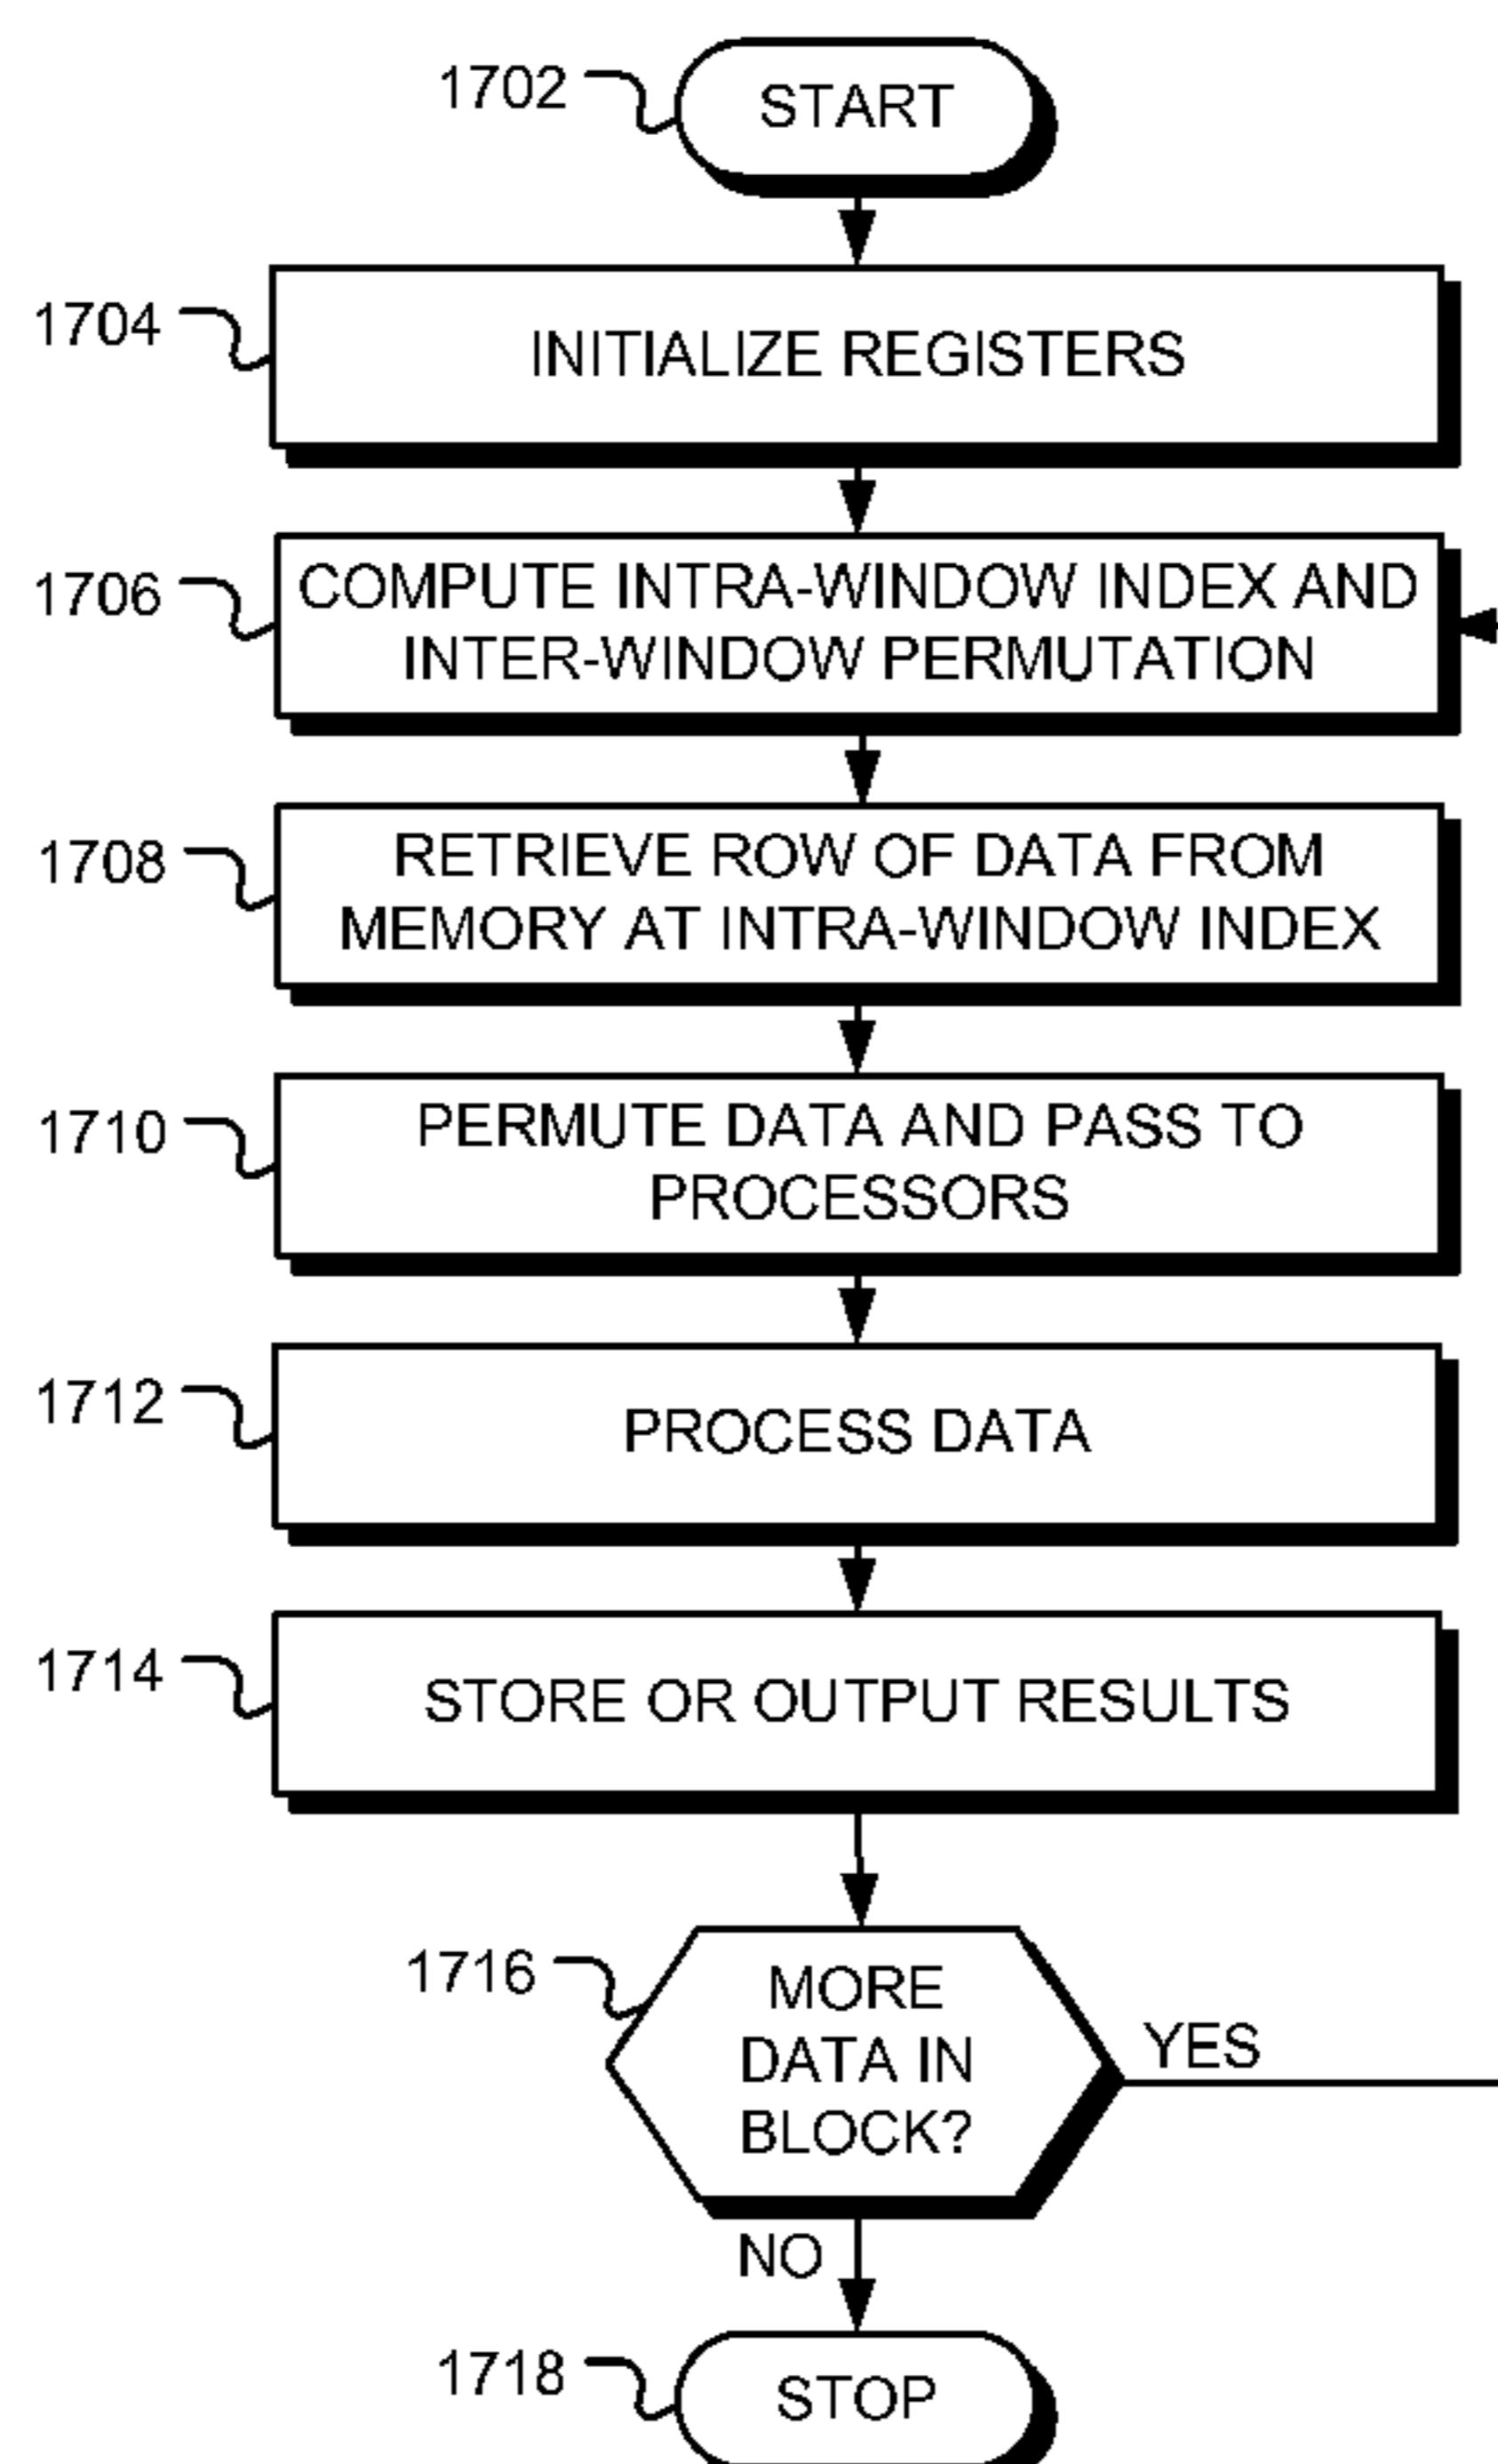 1702
START
1704
INITIALIZE REGISTERS
1706
COMPUTE INTRA-WINDOW INDEX AND
INTER-WINDOW PERMUTATION
1708
RETRIEVE ROW OF DATA FROM
MEMORY AT INTRA-WINDOW INDEX
1710
PERMUTE DATA AND PASS TO
PROCESSORS
1712
PROCESS DATA
1714
STORE OR OUTPUT RESULTS
1716
MORE
DATA IN
BLOCK?
YES
NO
1718
STOP